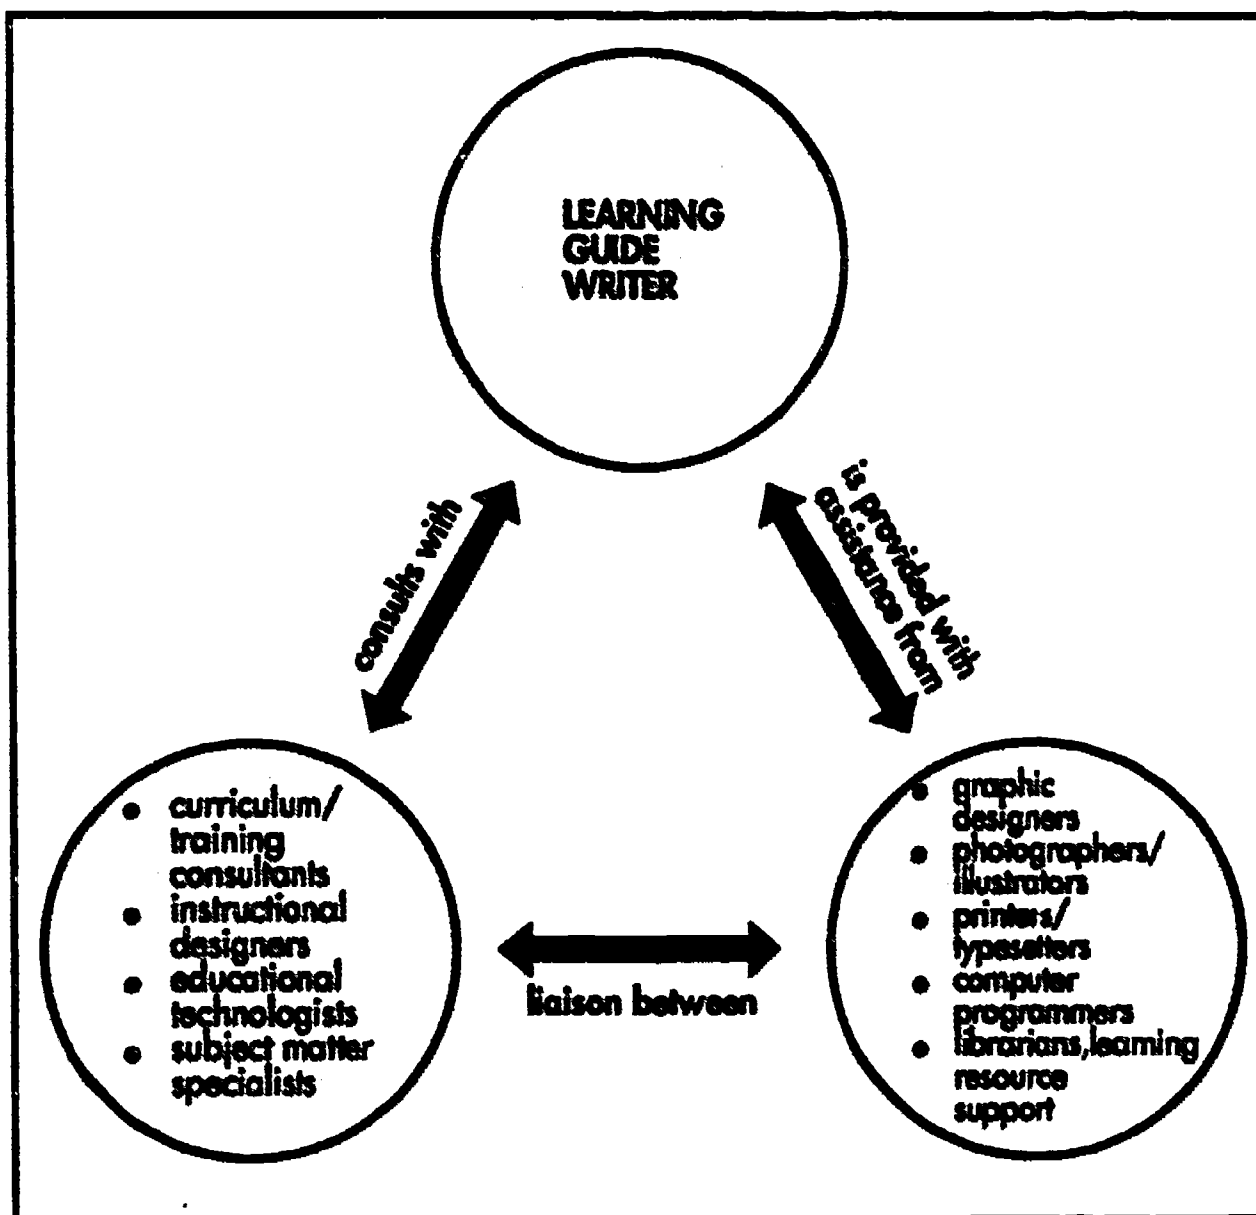 LEARNING
GUIDE
WRITER
consults with
is provided with
assistance from
• curriculum/
training
consultants
• instructional
designers
• educational
technologists
• subject matter
specialists
liaison between
• graphic
designers
• photographers/
illustrators
• printers/
typesetters
• computer
programmers
• librarians,learning
resource
support